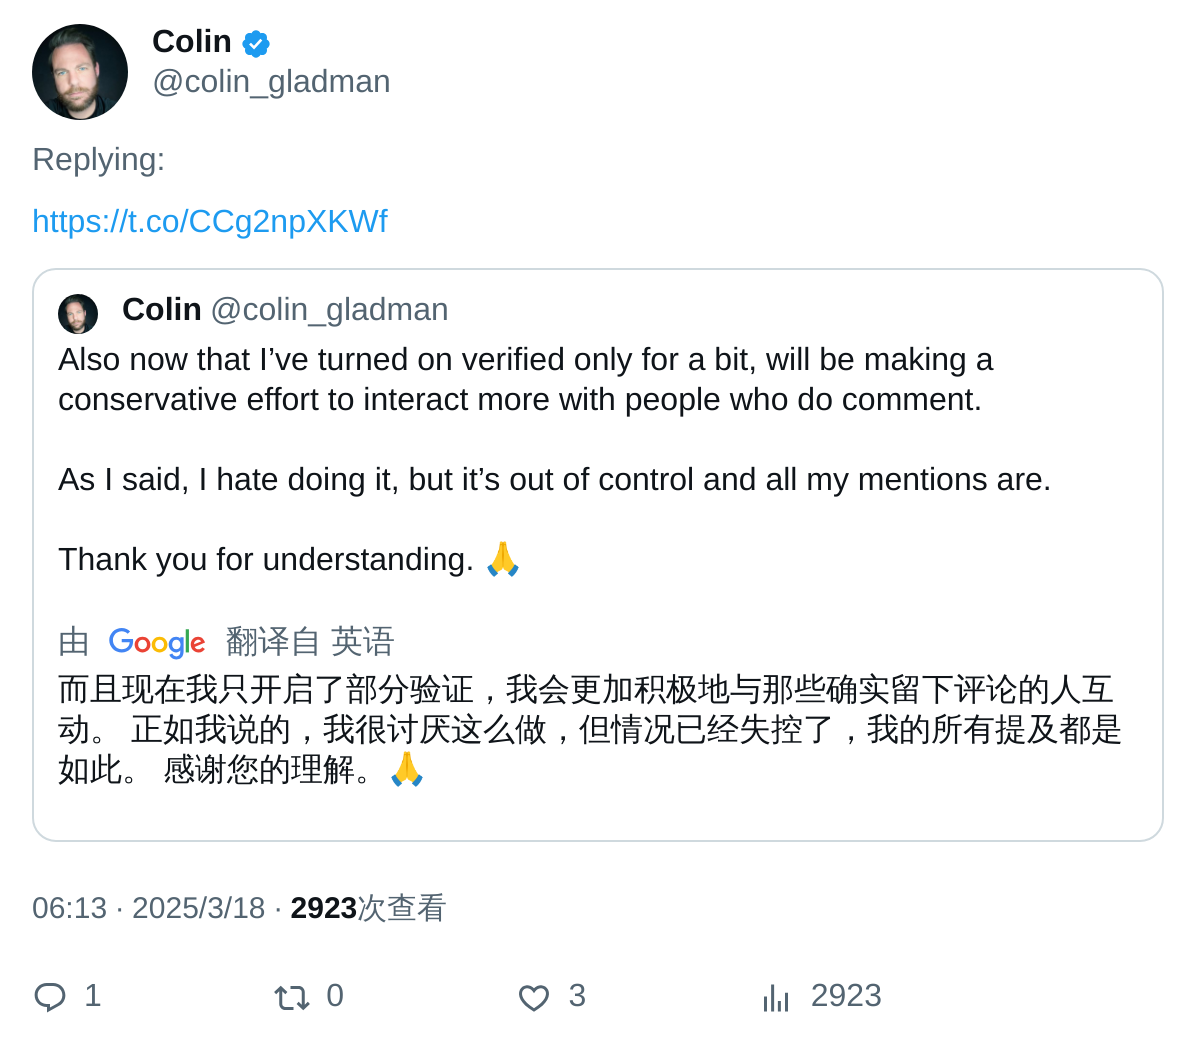 Colin
@colin_gladman
Replying:
https://t.co/CCg2npXKWf
Colin @colin_gladman
Also now that I’ve turned on verified only for a bit, will be making a
conservative effort to interact more with people who do comment.
As I said, I hate doing it, but it’s out of control and all my mentions are.
Thank you for understanding. 🙏
由 Google 翻译自 英语
而且现在我只开启了部分验证，我会更加积极地与那些确实留下评论的人互
动。 正如我说的，我很讨厌这么做，但情况已经失控了，我的所有提及都是
如此。 感谢您的理解。🙏
06:13 · 2025/3/18 · 2923次查看
1 0 3 2923